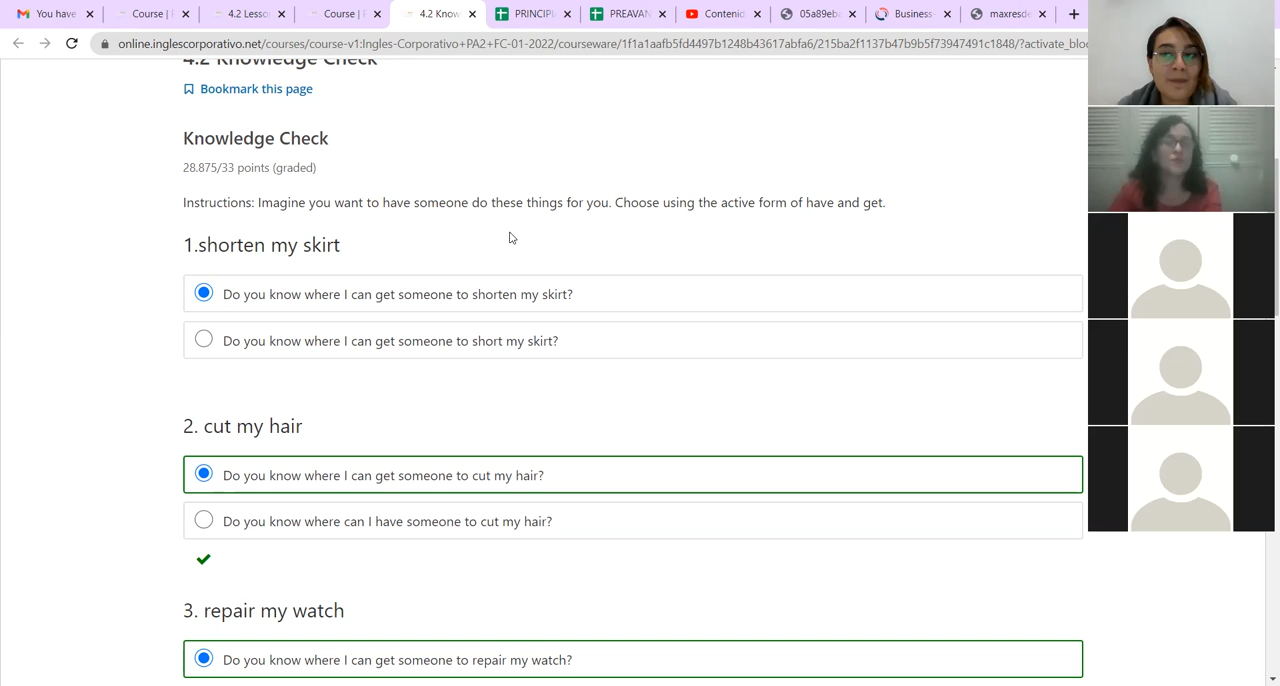 You have
Course |
4.2 Lesso
Course |
4.2 Know
PRINCIPI
PREAVAN
Contenid
05a89eb
Business-
maxresde
online.inglescorporativo.net/courses/course-v1:Ingles-Corporativo+PA2+FC-01-2022/courseware/1f1a1aafb5fd4497b1248b43617abfa6/215ba2f1137b47b9b5f73947491c1848/?activate_bloc
4.2 Knowledge Check
Bookmark this page
Knowledge Check
28.875/33 points (graded)
Instructions: Imagine you want to have someone do these things for you. Choose using the active form of have and get.
1.shorten my skirt
Do you know where I can get someone to shorten my skirt?
Do you know where I can get someone to short my skirt?
2. cut my hair
Do you know where I can get someone to cut my hair?
Do you know where can I have someone to cut my hair?
3. repair my watch
Do you know where I can get someone to repair my watch?